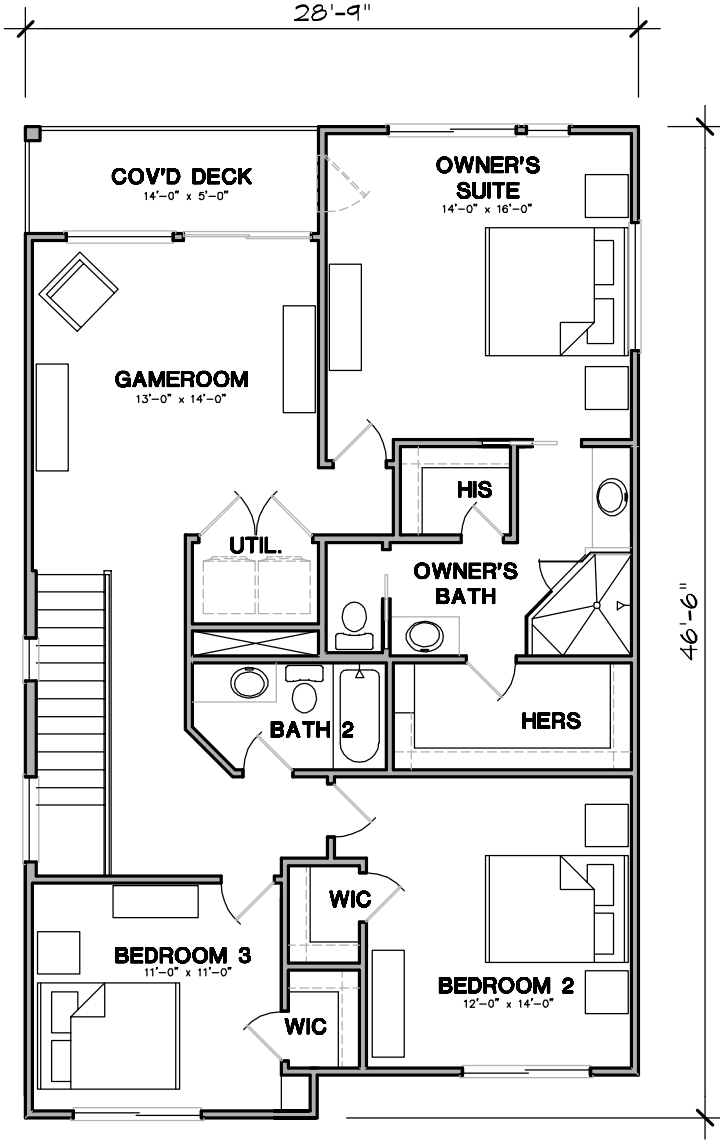 28'-9"
COV'D DECK
14'-0" x 5'-0"
OWNER'S
SUITE
14'-0" x 16'-0"
GAMEROOM
13'-0" x 14'-0"
HIS
UTIL.
OWNER'S
BATH
46'-6"
HERS
BATH 2
WIC
BEDROOM 3
11'-0" x 11'-0"
BEDROOM 2
12'-0" x 14'-0"
WIC